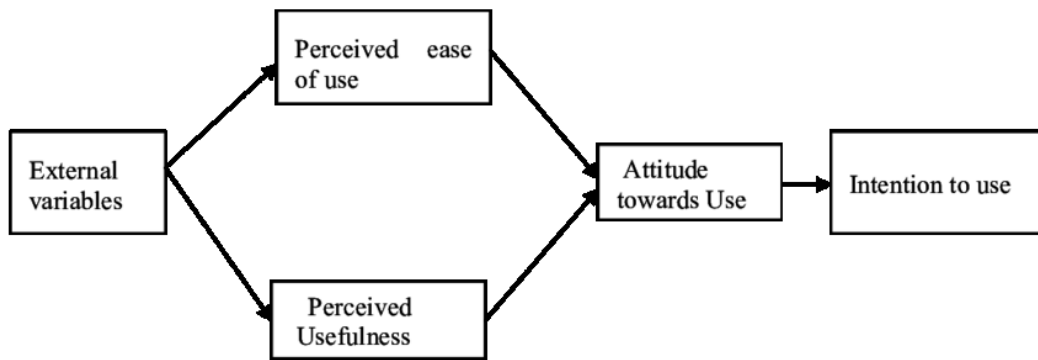 Perceived ease
of use
External
variables
Attitude
towards Use
Intention to use
Perceived
Usefulness